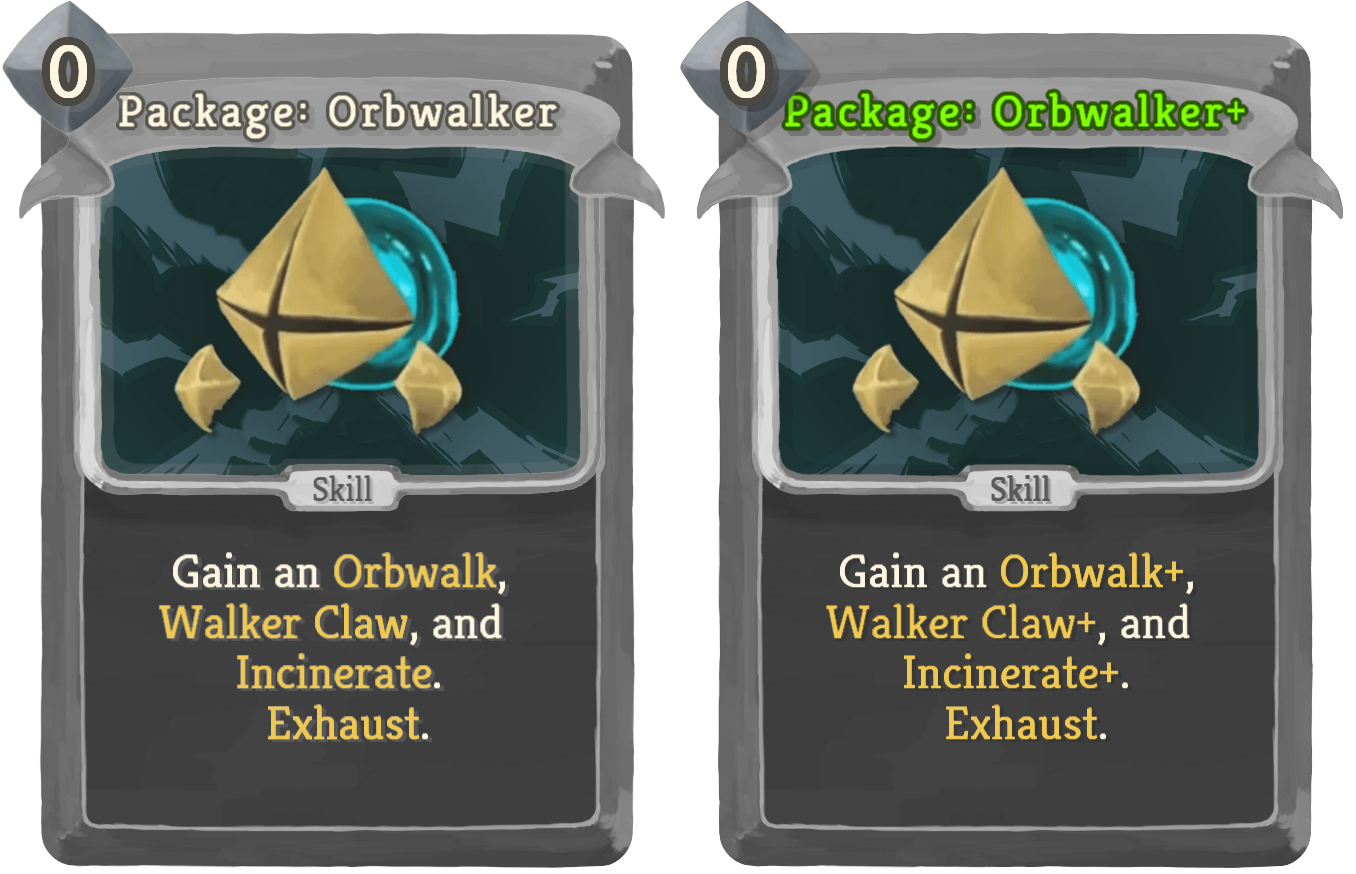 0
Package: Orbwalker
Skill
Gain an Orbwalk,
Walker Claw, and
Incinerate.
Exhaust.
0
Package: Orbwalker+
Skill
Gain an Orbwalk+,
Walker Claw+, and
Incinerate+.
Exhaust.